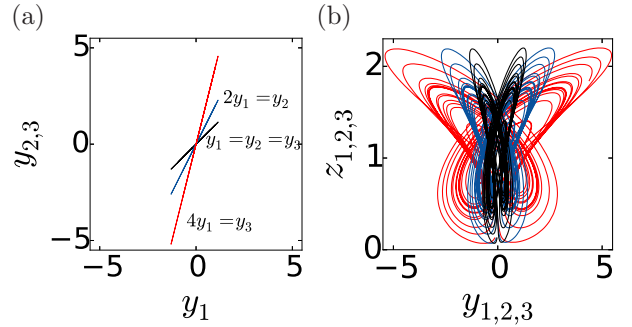 (a)
5
2y₁ =y₂
y₂,₃
0
y₁ =y₂ =y₃
4y₁ =y₃
−5
−5 0 5
y₁
(b)
2
z₁,₂,₃
1
0
−5 0 5
y₁,₂,₃